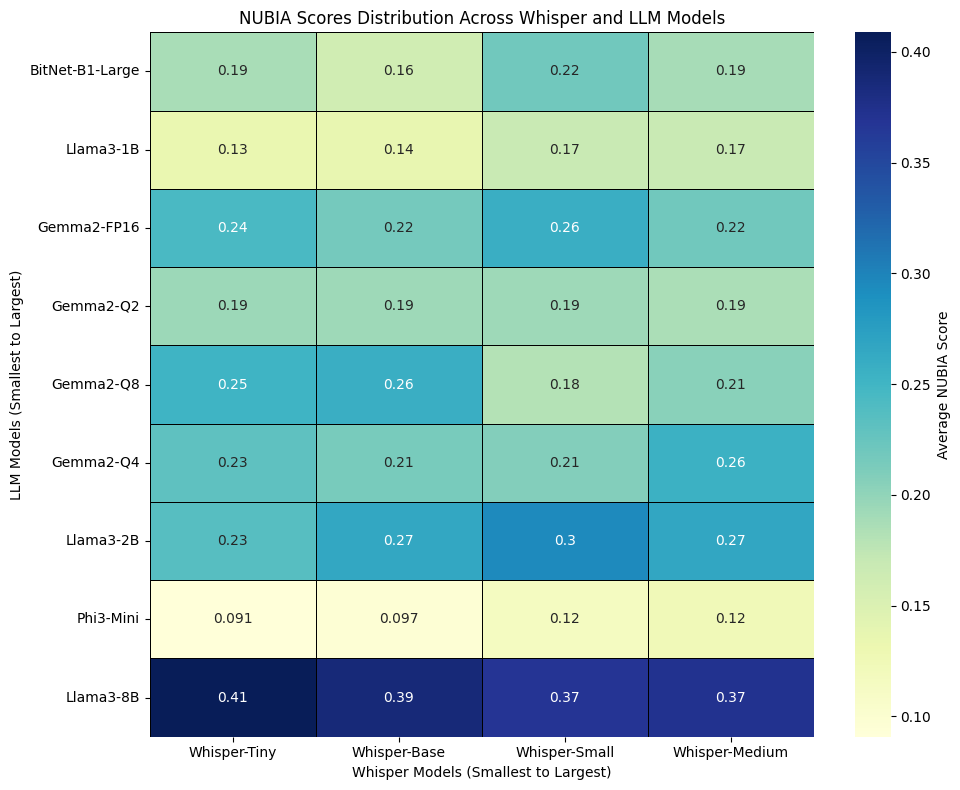 NUBIA Scores Distribution Across Whisper and LLM Models
LLM Models (Smallest to Largest)
BitNet-B1-Large 0.19 0.16 0.22 0.19
Llama3-1B 0.13 0.14 0.17 0.17
Gemma2-FP16 0.24 0.22 0.26 0.22
Gemma2-Q2 0.19 0.19 0.19 0.19
Gemma2-Q8 0.25 0.26 0.18 0.21
Gemma2-Q4 0.23 0.21 0.21 0.26
Llama3-2B 0.23 0.27 0.3 0.27
Phi3-Mini 0.091 0.097 0.12 0.12
Llama3-8B 0.41 0.39 0.37 0.37
Whisper-Tiny Whisper-Base Whisper-Small Whisper-Medium
Whisper Models (Smallest to Largest)
0.40
0.35
0.30
0.25
0.20
0.15
0.10
Average NUBIA Score